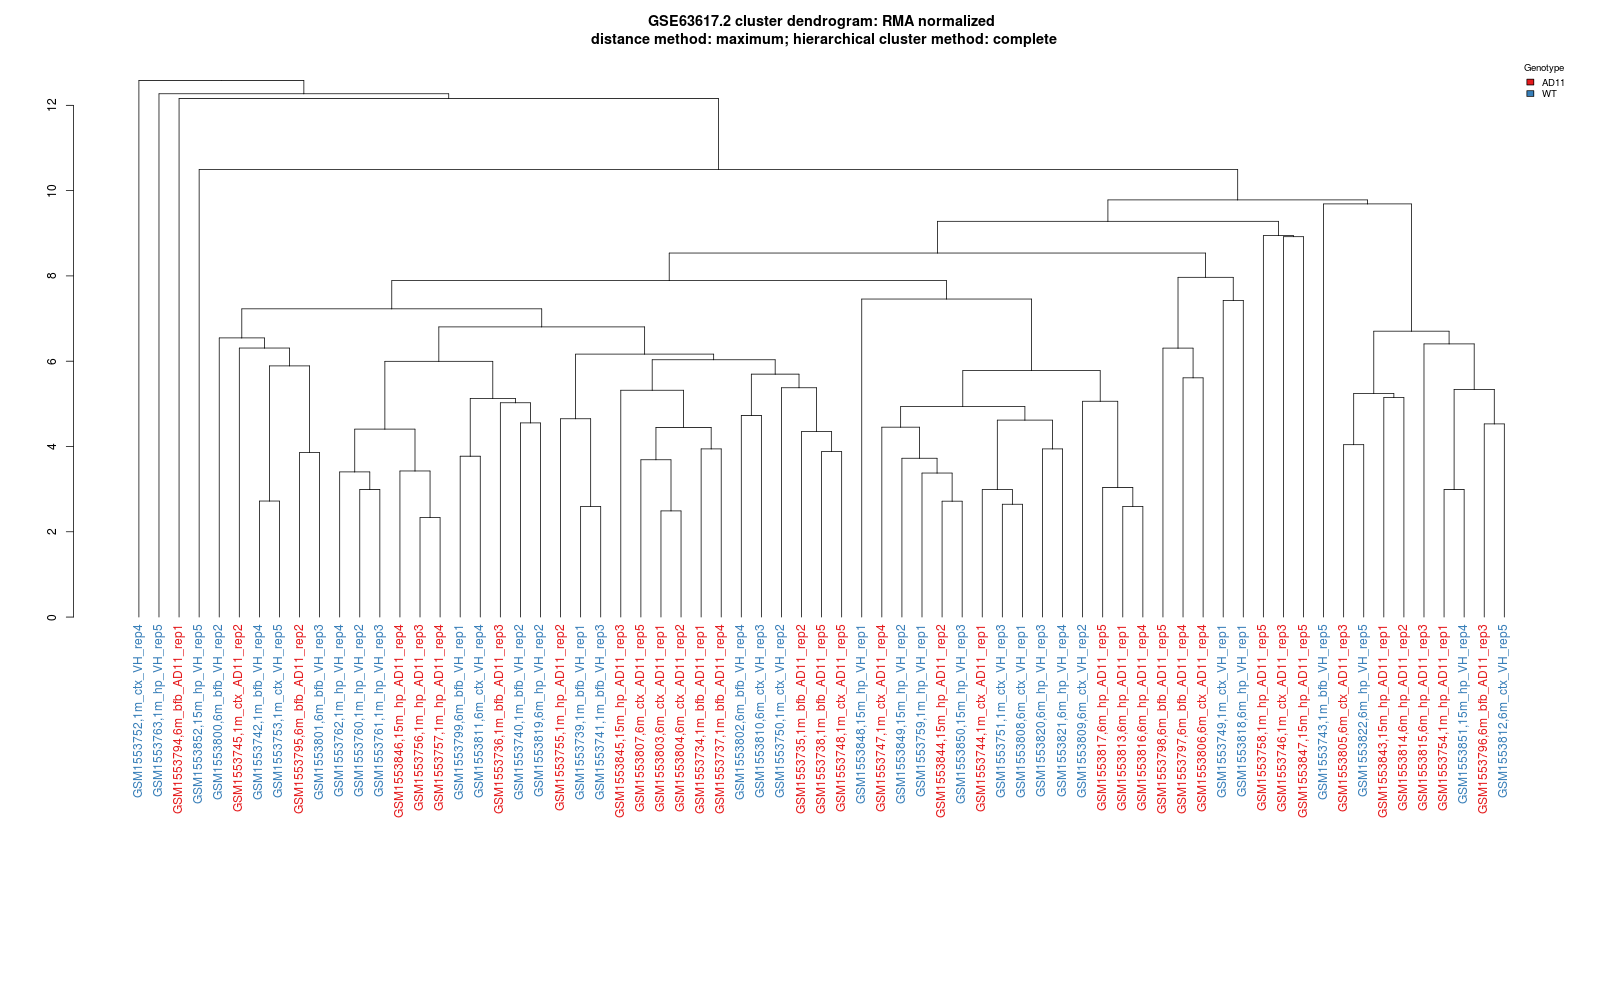 GSE63617.2 cluster dendrogram: RMA normalized
distance method: maximum; hierarchical cluster method: complete
Genotype
AD11
WT
12
10
8
6
4
2
0
GSM1553752,1m_ctx_VH_rep4
GSM1553763,1m_hp_VH_rep5
GSM1553794,6m_bfb_AD11_rep1
GSM1553852,15m_hp_VH_rep5
GSM1553800,6m_bfb_VH_rep2
GSM1553745,1m_ctx_AD11_rep2
GSM1553742,1m_bfb_VH_rep4
GSM1553753,1m_ctx_VH_rep5
GSM1553795,6m_bfb_AD11_rep2
GSM1553801,6m_bfb_VH_rep3
GSM1553762,1m_hp_VH_rep4
GSM1553760,1m_hp_VH_rep2
GSM1553761,1m_hp_VH_rep3
GSM1553846,15m_hp_AD11_rep4
GSM1553756,1m_hp_AD11_rep3
GSM1553757,1m_hp_AD11_rep4
GSM1553799,6m_bfb_VH_rep1
GSM1553811,6m_ctx_VH_rep4
GSM1553736,1m_bfb_AD11_rep3
GSM1553740,1m_bfb_VH_rep2
GSM1553819,6m_hp_VH_rep2
GSM1553755,1m_hp_AD11_rep2
GSM1553739,1m_bfb_VH_rep1
GSM1553741,1m_bfb_VH_rep3
GSM1553845,15m_hp_AD11_rep3
GSM1553807,6m_ctx_AD11_rep5
GSM1553803,6m_ctx_AD11_rep1
GSM1553804,6m_ctx_AD11_rep2
GSM1553734,1m_bfb_AD11_rep1
GSM1553737,1m_bfb_AD11_rep4
GSM1553802,6m_bfb_VH_rep4
GSM1553810,6m_ctx_VH_rep3
GSM1553750,1m_ctx_VH_rep2
GSM1553735,1m_bfb_AD11_rep2
GSM1553738,1m_bfb_AD11_rep5
GSM1553748,1m_ctx_AD11_rep5
GSM1553848,15m_hp_VH_rep1
GSM1553747,1m_ctx_AD11_rep4
GSM1553849,15m_hp_VH_rep2
GSM1553759,1m_hp_VH_rep1
GSM1553844,15m_hp_AD11_rep2
GSM1553850,15m_hp_VH_rep3
GSM1553744,1m_ctx_AD11_rep1
GSM1553751,1m_ctx_VH_rep3
GSM1553808,6m_ctx_VH_rep1
GSM1553820,6m_hp_VH_rep3
GSM1553821,6m_hp_VH_rep4
GSM1553809,6m_ctx_VH_rep2
GSM1553817,6m_hp_AD11_rep5
GSM1553813,6m_hp_AD11_rep1
GSM1553816,6m_hp_AD11_rep4
GSM1553798,6m_bfb_AD11_rep5
GSM1553797,6m_bfb_AD11_rep4
GSM1553806,6m_ctx_AD11_rep4
GSM1553749,1m_ctx_VH_rep1
GSM1553818,6m_hp_VH_rep1
GSM1553758,1m_hp_AD11_rep5
GSM1553746,1m_ctx_AD11_rep3
GSM1553847,15m_hp_AD11_rep5
GSM1553743,1m_bfb_VH_rep5
GSM1553805,6m_ctx_AD11_rep3
GSM1553822,6m_hp_VH_rep5
GSM1553843,15m_hp_AD11_rep1
GSM1553814,6m_hp_AD11_rep2
GSM1553815,6m_hp_AD11_rep3
GSM1553754,1m_hp_AD11_rep1
GSM1553851,15m_hp_VH_rep4
GSM1553796,6m_bfb_AD11_rep3
GSM1553812,6m_ctx_VH_rep5